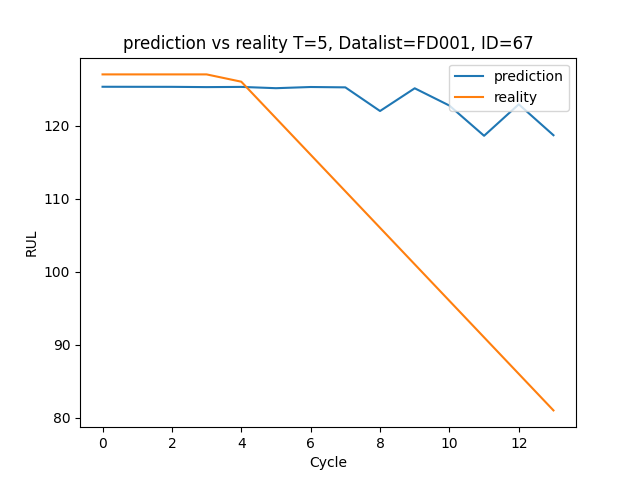 prediction vs reality T=5, Datalist=FD001, ID=67
prediction
reality
120
110
100
90
80
RUL
0 2 4 6 8 10 12
Cycle